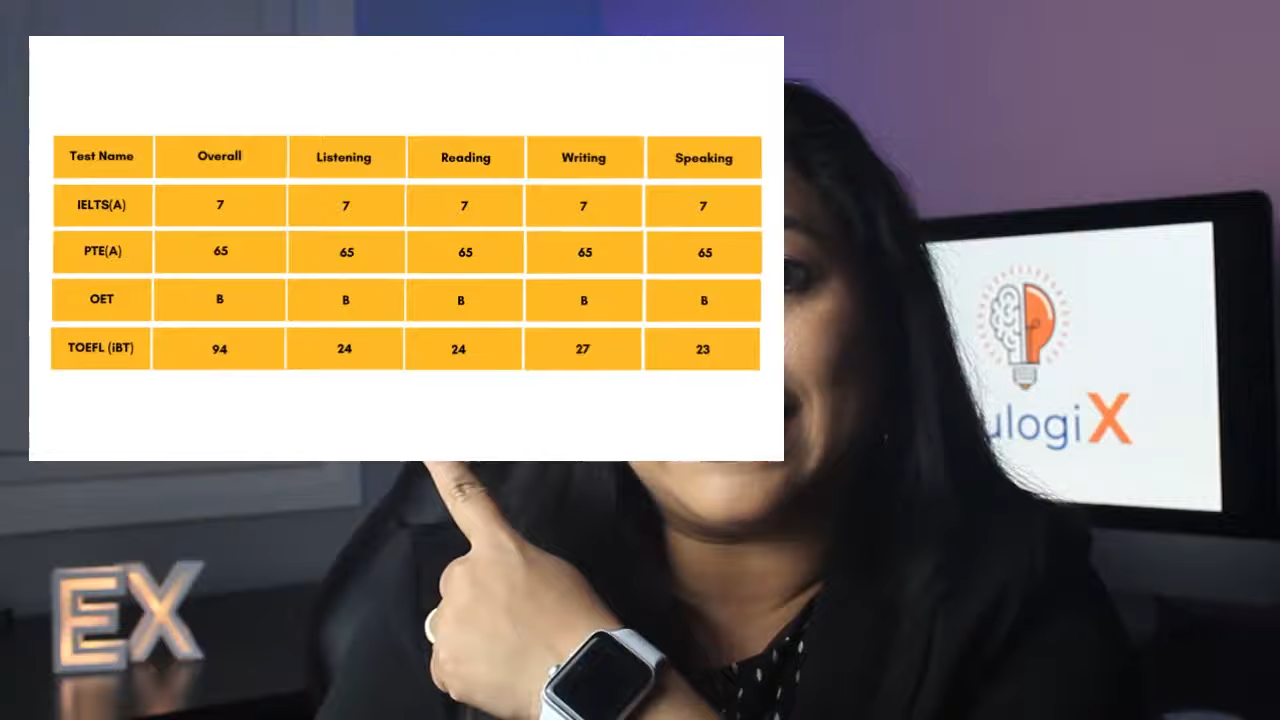 Test Name Overall Listening Reading Writing Speaking
IELTS(A) 7 7 7 7 7
PTE(A) 65 65 65 65 65
OET B B B B B
TOEFL (iBT) 94 24 24 27 23
ulogiX
EX